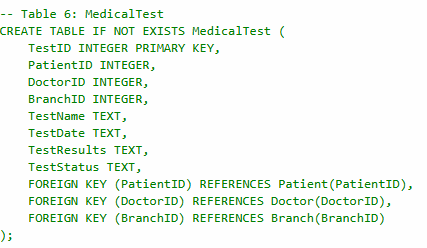 -- Table 6: MedicalTest
CREATE TABLE IF NOT EXISTS MedicalTest (
    TestID INTEGER PRIMARY KEY,
    PatientID INTEGER,
    DoctorID INTEGER,
    BranchID INTEGER,
    TestName TEXT,
    TestDate TEXT,
    TestResults TEXT,
    TestStatus TEXT,
    FOREIGN KEY (PatientID) REFERENCES Patient(PatientID),
    FOREIGN KEY (DoctorID) REFERENCES Doctor(DoctorID),
    FOREIGN KEY (BranchID) REFERENCES Branch(BranchID)
);